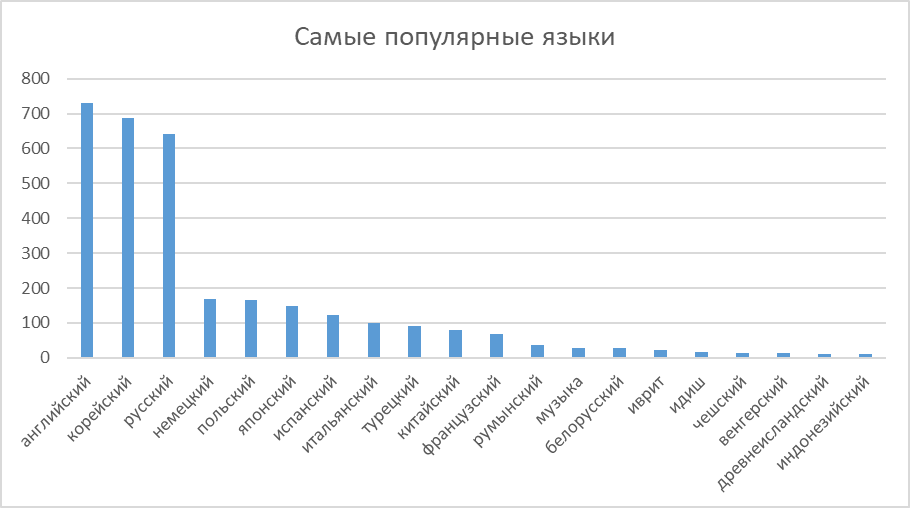 Самые популярные языки
800
700
600
500
400
300
200
100
0
английский
корейский
русский
немецкий
польский
японский
испанский
итальянский
турецкий
китайский
французский
румынский
музыка
белорусский
иврит
идиш
чешский
венгерский
древнеисландский
индонезийский